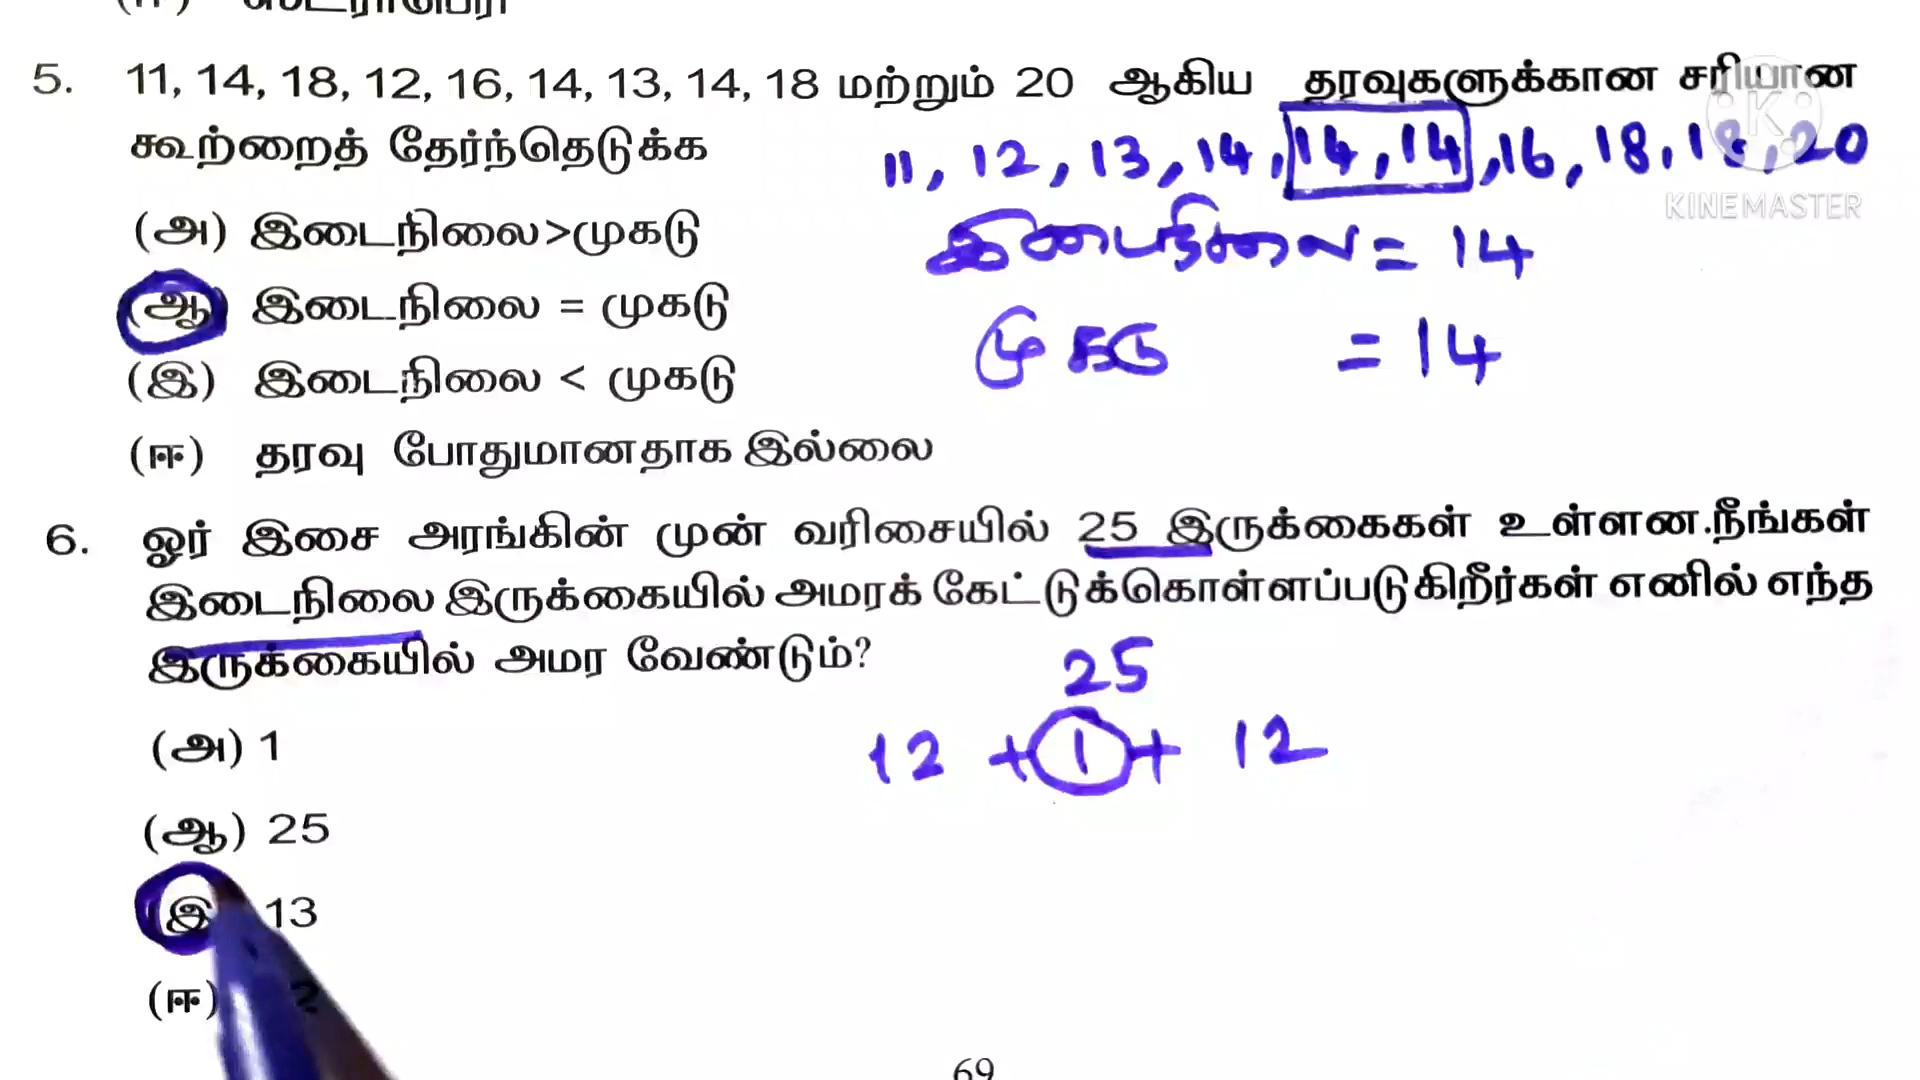 5. 11, 14, 18, 12, 16, 14, 13, 14, 18 மற்றும் 20 ஆகிய தரவுகளுக்கான சரியான
கூற்றைத் தேர்ந்தெடுக்க
11, 12, 13, 14, 14, 14, 16, 18, 18, 20
KINEMASTER
(அ) இடைநிலை>முகடு
இடைநிலை = 14
(ஆ) இடைநிலை = முகடு
முகடு = 14
(இ) இடைநிலை < முகடு
(ஈ) தரவு போதுமானதாக இல்லை
6. ஓர் இசை அரங்கின் முன் வரிசையில் 25 இருக்கைகள் உள்ளன.நீங்கள்
இடைநிலை இருக்கையில் அமரக் கேட்டுக்கொள்ளப்படுகிறீர்கள் எனில் எந்த
இருக்கையில் அமர வேண்டும்?
25
(அ) 1
12 + 1 + 12
(ஆ) 25
(இ 13
(ஈ) 2
69